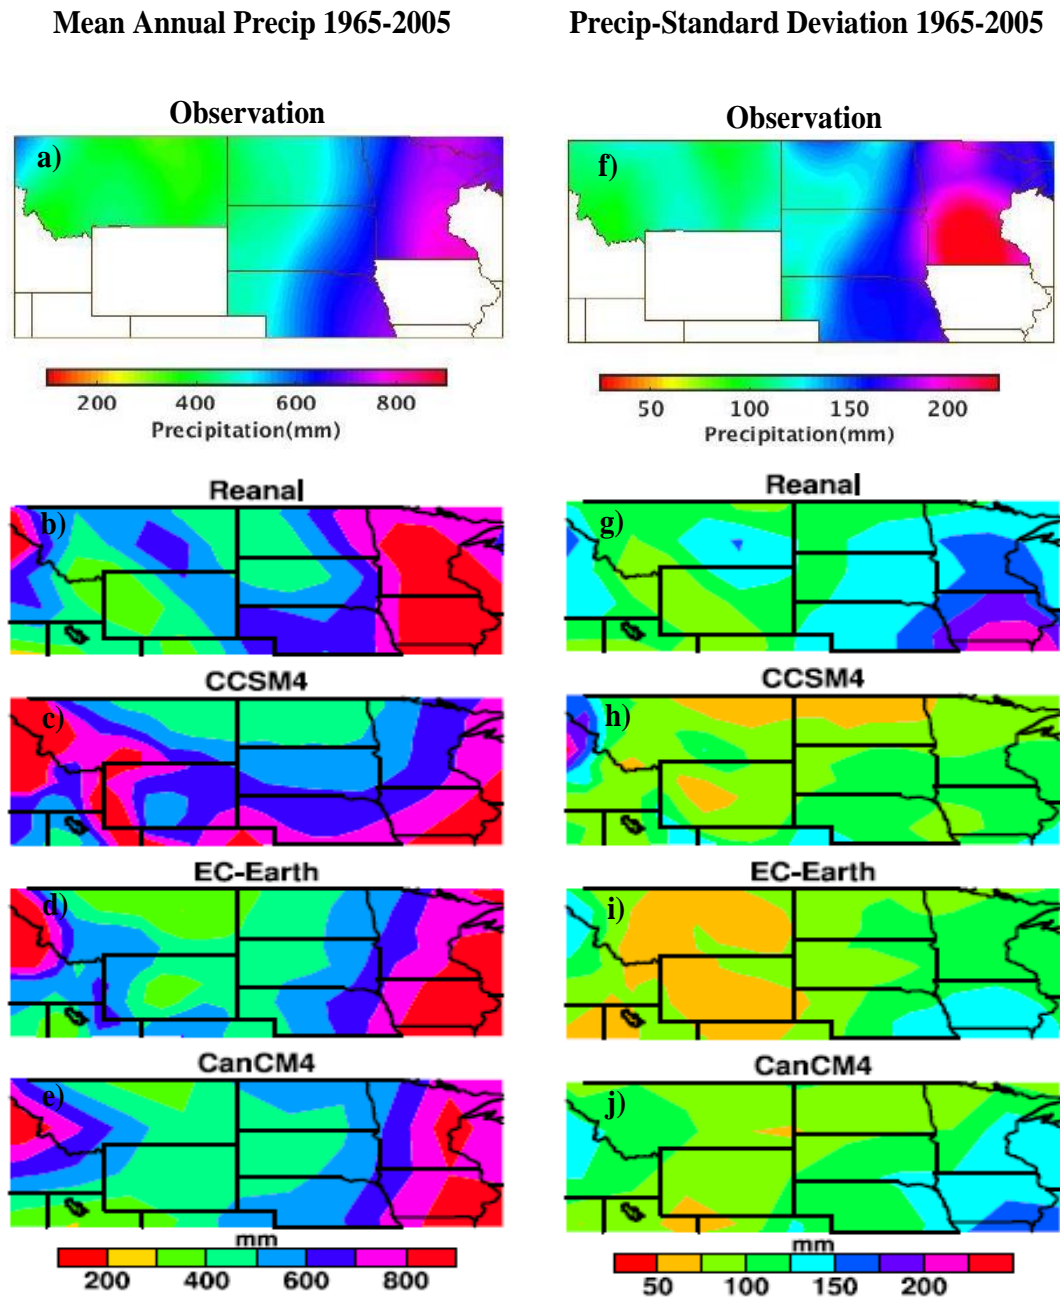 Mean Annual Precip 1965-2005
Precip-Standard Deviation 1965-2005
Observation
a)
200 400 600 800
Precipitation(mm)
Observation
f)
50 100 150 200
Precipitation(mm)
Reanal
b)
Reanal
g)
CCSM4
c)
CCSM4
h)
EC-Earth
d)
EC-Earth
i)
CanCM4
e)
CanCM4
j)
mm
200 400 600 800
mm
50 100 150 200